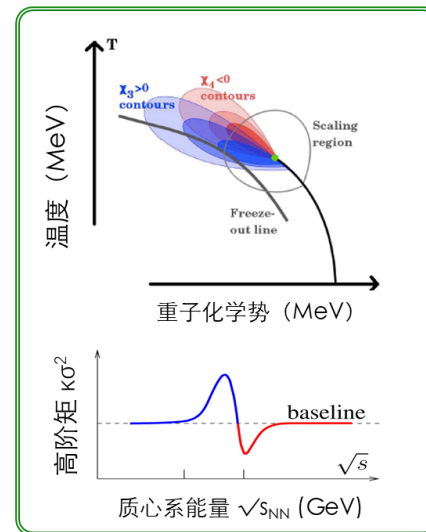 T
χ₃>0
contours
χ₄<0
contours
Scaling
region
Freeze-
out line
温度（MeV）
重子化学势（MeV）
高阶矩 κσ²
baseline
√s
质心系能量 √s_NN (GeV)